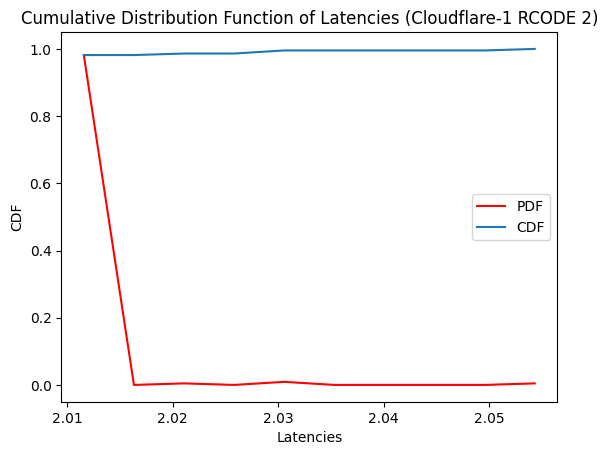 Cumulative Distribution Function of Latencies (Cloudflare-1 RCODE 2)
1.0
0.8
0.6
0.4
0.2
0.0
CDF
PDF
CDF
2.01 2.02 2.03 2.04 2.05
Latencies